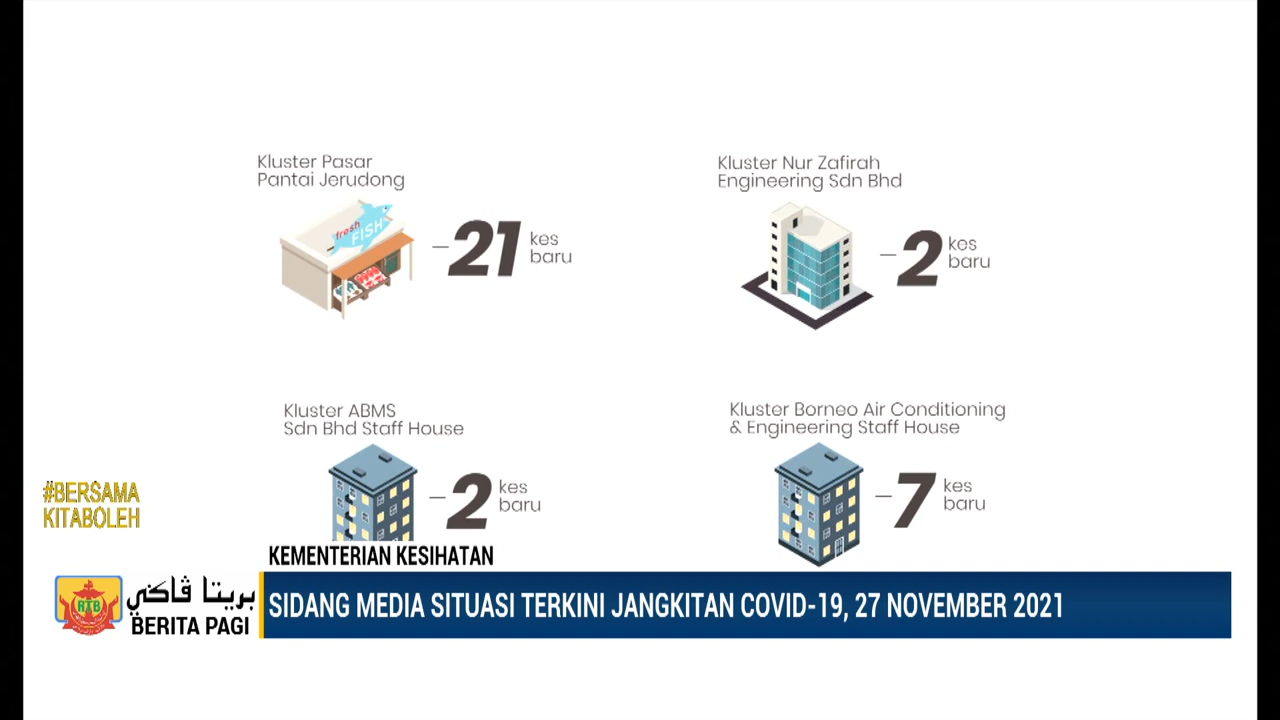 Kluster Pasar
Pantai Jerudong
fresh
FISH
– 21 kes
baru
Kluster Nur Zafirah
Engineering Sdn Bhd
– 2 kes
baru
Kluster ABMS
Sdn Bhd Staff House
– 2 kes
baru
Kluster Borneo Air Conditioning
& Engineering Staff House
– 7 kes
baru
#BERSAMA
KITABOLEH
KEMENTERIAN KESIHATAN
RTB
بريتا ڤاݢي
BERITA PAGI
SIDANG MEDIA SITUASI TERKINI JANGKITAN COVID-19, 27 NOVEMBER 2021